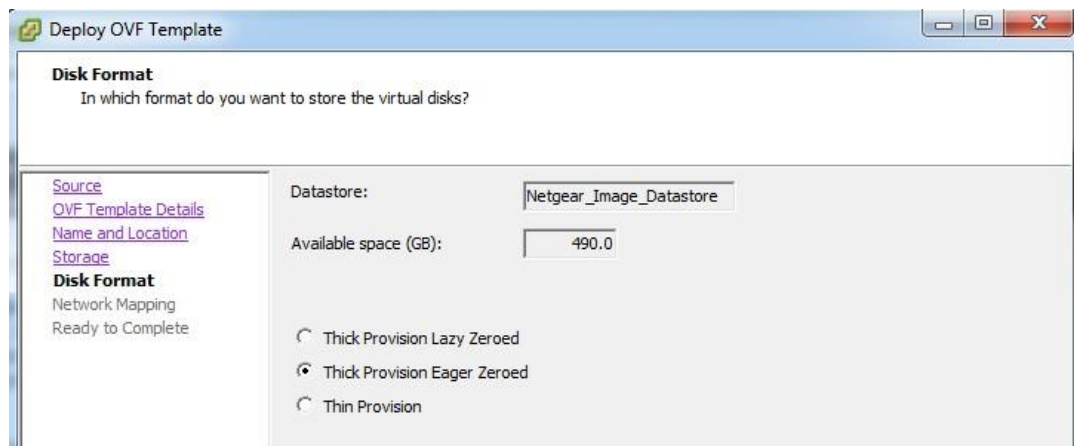 Deploy OVF Template
Disk Format
In which format do you want to store the virtual disks?
Source
OVF Template Details
Name and Location
Storage
Disk Format
Network Mapping
Ready to Complete
Datastore:
Netgear_Image_Datastore
Available space (GB):
490.0
Thick Provision Lazy Zeroed
Thick Provision Eager Zeroed
Thin Provision